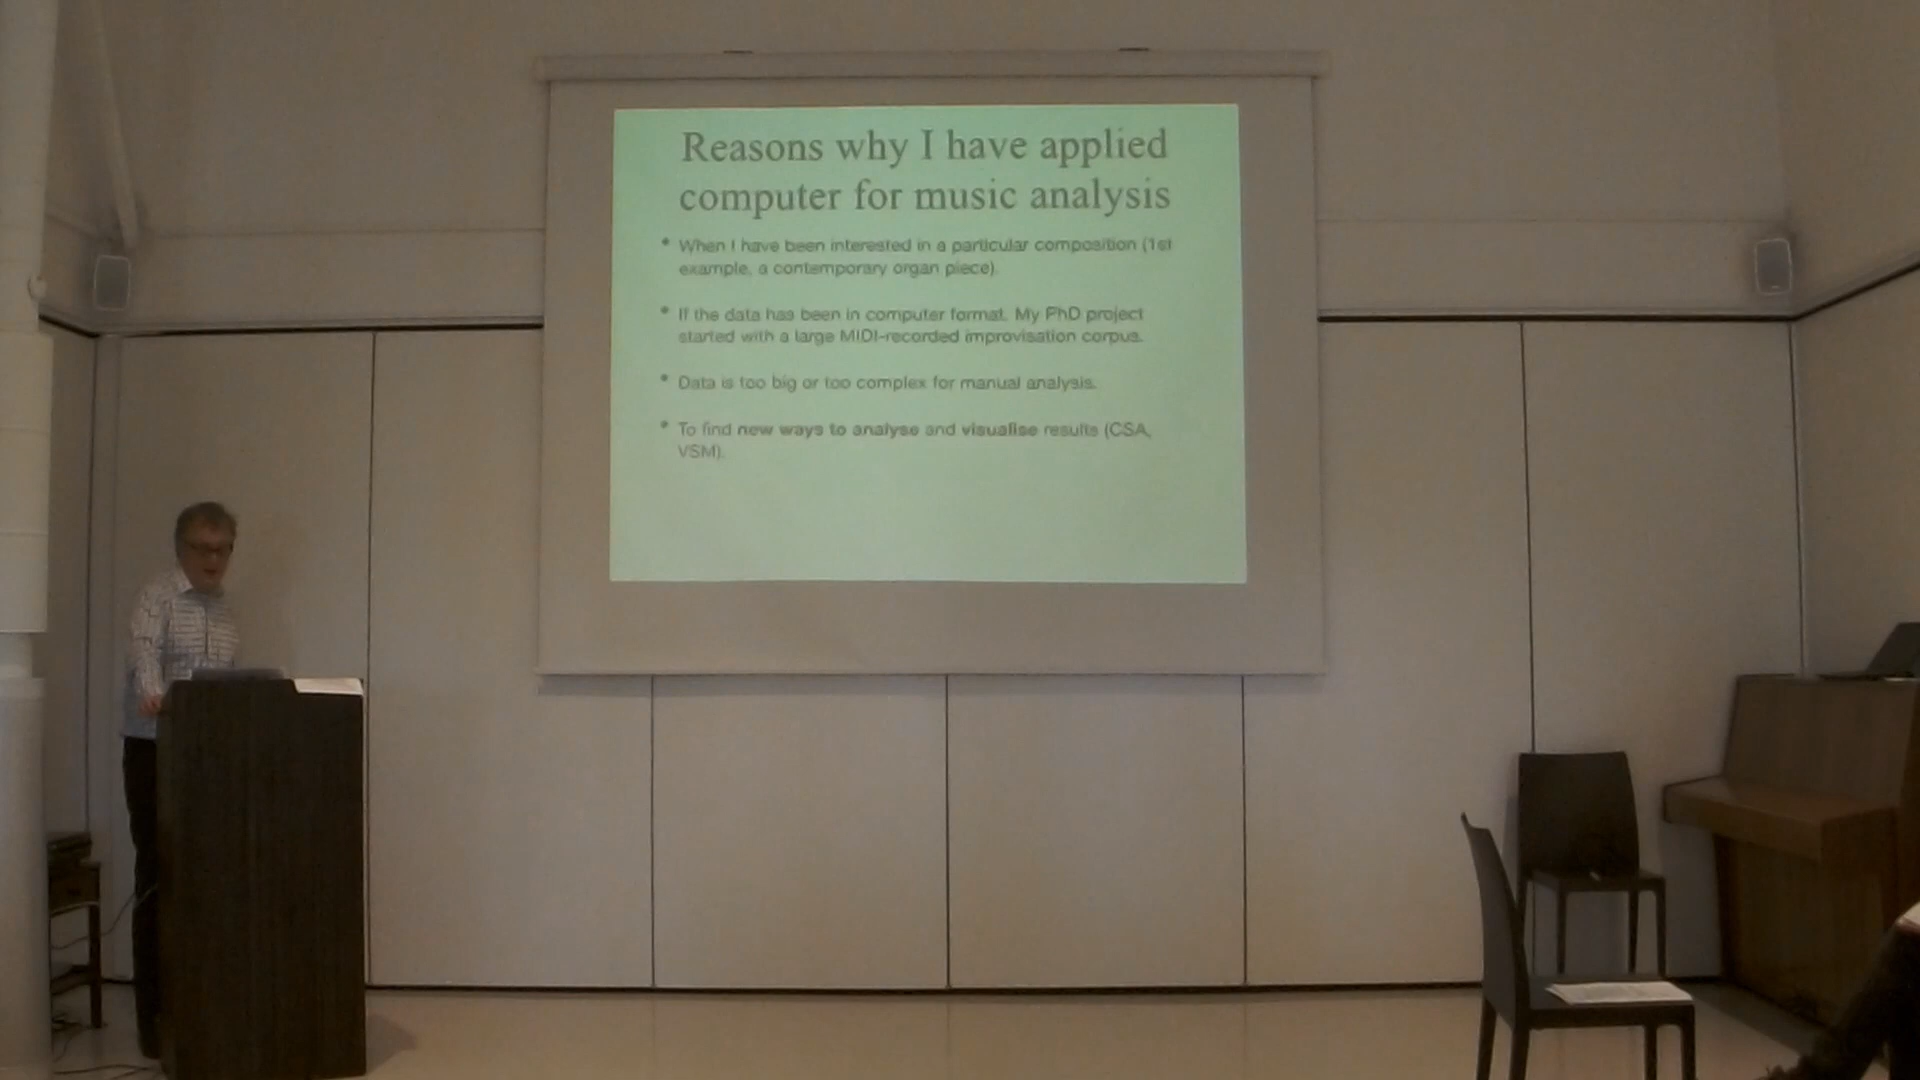 Reasons why I have applied
computer for music analysis
• When I have been interested in a particular composition (1st
example, a contemporary organ piece).
• If the data has been in computer format. My PhD project
started with a large MIDI-recorded improvisation corpus.
• Data is too big or too complex for manual analysis.
• To find new ways to analyse and visualise results (CSA,
VSM).